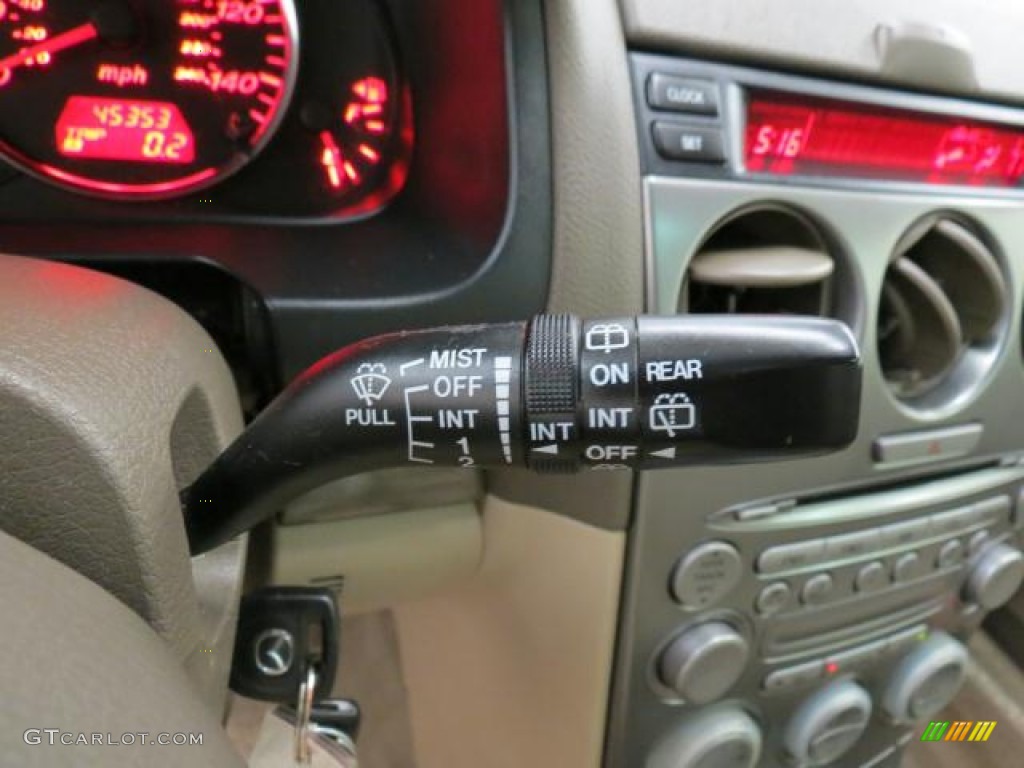 120
140
mph
45353
TRIP
0.2
CLOCK
SET
5:16
MIST
OFF
INT
1
2
PULL
INT
ON
INT
OFF
REAR
GTCARLOT.COM